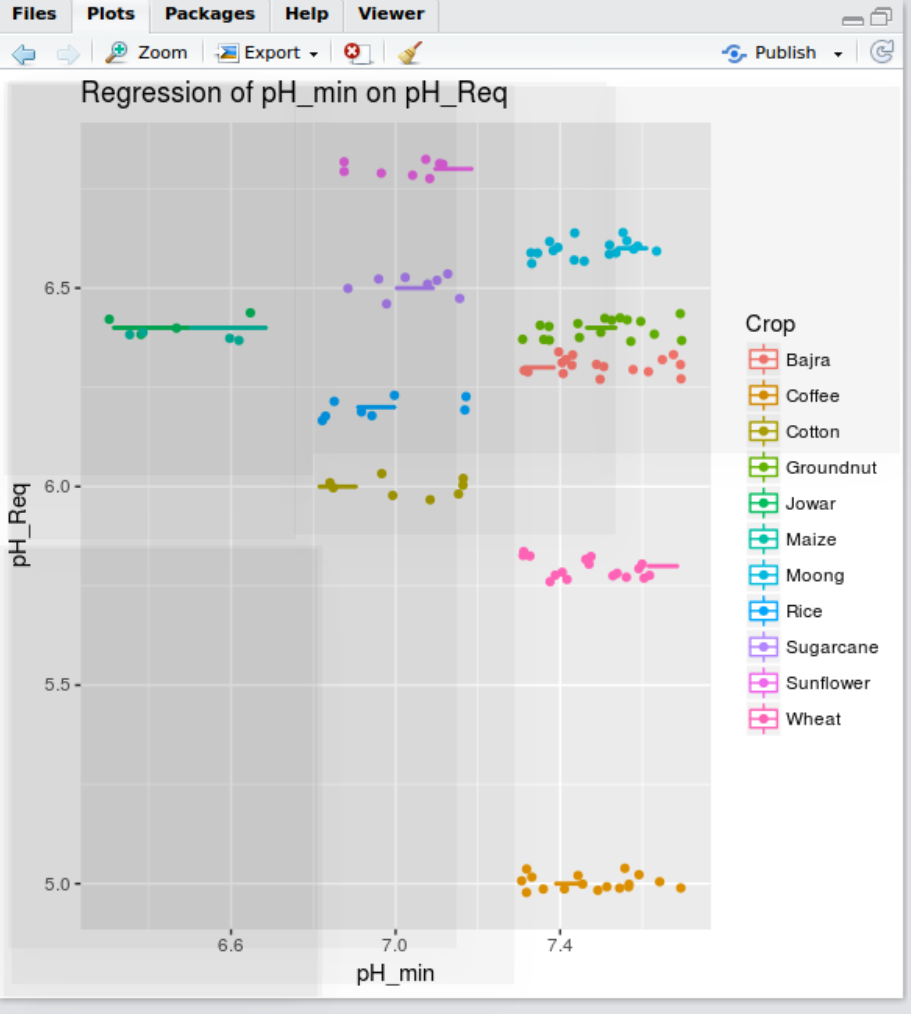 Files Plots Packages Help Viewer
Zoom Export Publish
Regression of pH_min on pH_Req
6.5
6.0
5.5
5.0
pH_Req
6.6 7.0 7.4
pH_min
Crop
Bajra
Coffee
Cotton
Groundnut
Jowar
Maize
Moong
Rice
Sugarcane
Sunflower
Wheat